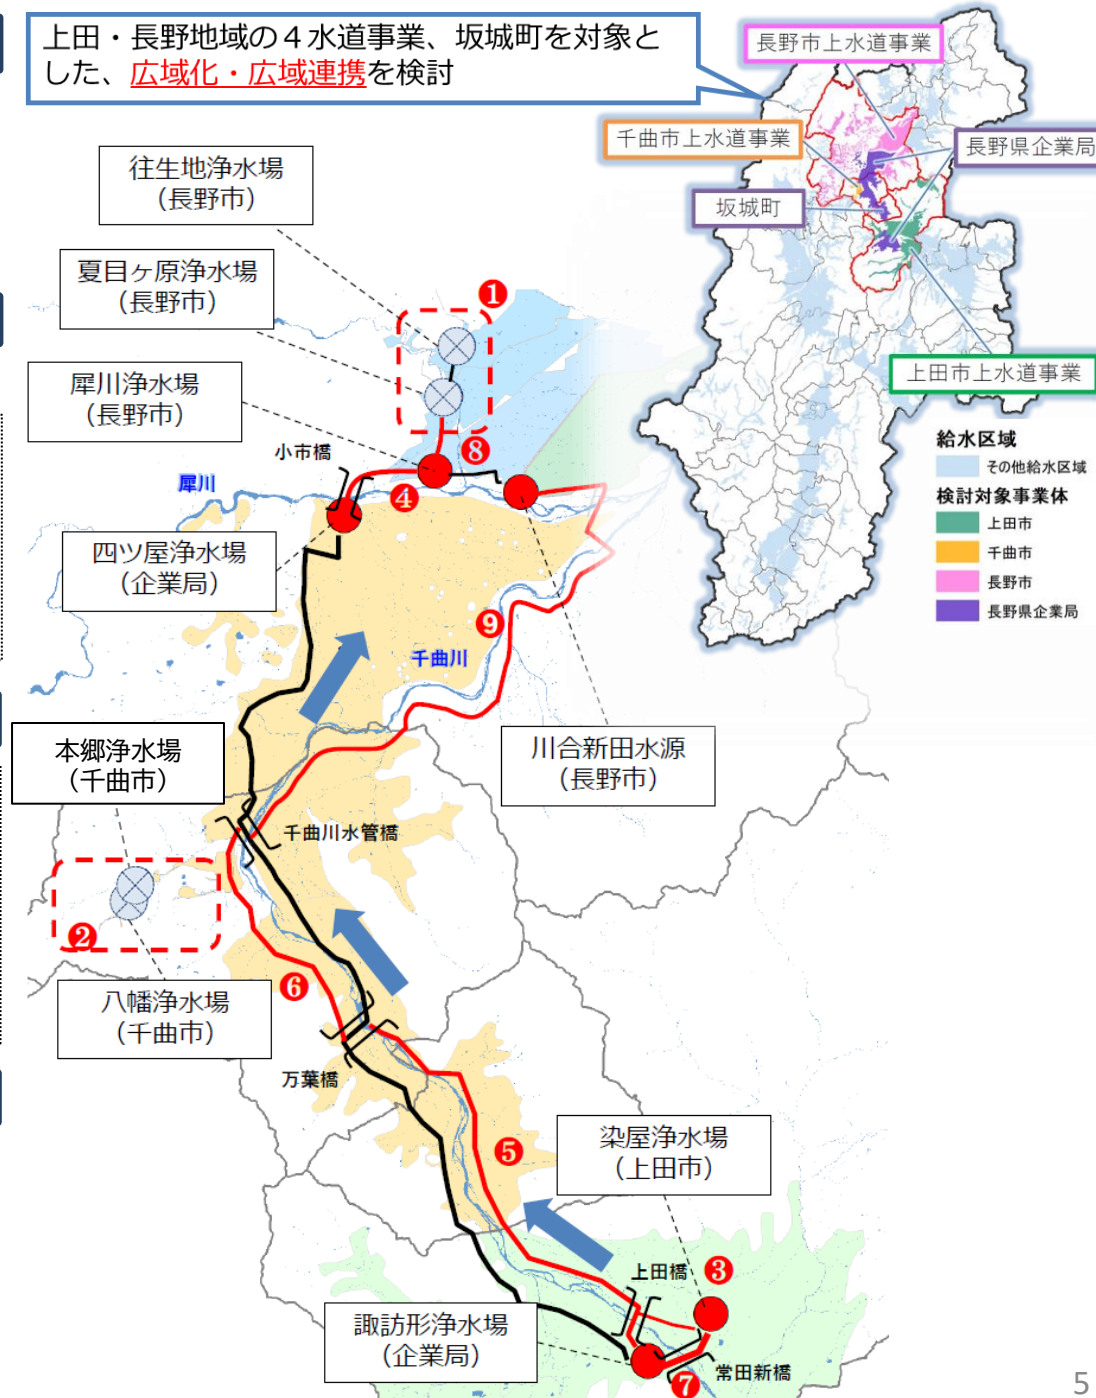 上田・長野地域の４水道事業、坂城町を対象と
した、広域化・広域連携を検討
長野市上水道事業
千曲市上水道事業
長野県企業局
坂城町
上田市上水道事業
給水区域
その他給水区域
検討対象事業体
上田市
千曲市
長野市
長野県企業局
往生地浄水場
（長野市）
夏目ヶ原浄水場
（長野市）
❶
犀川浄水場
（長野市）
小市橋
❽
犀川
❹
四ツ屋浄水場
（企業局）
❾
千曲川
本郷浄水場
（千曲市）
川合新田水源
（長野市）
千曲川水管橋
❷
❻
八幡浄水場
（千曲市）
万葉橋
染屋浄水場
（上田市）
❺
上田橋
❸
諏訪形浄水場
（企業局）
常田新橋
❼
5